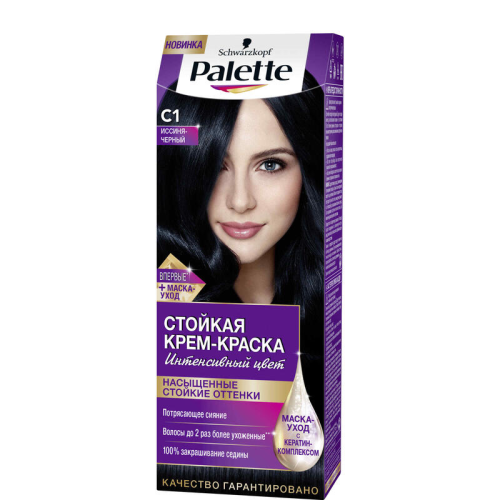 НОВИНКА
Schwarzkopf
Palette
C1
ИССИНЯ-
ЧЕРНЫЙ
ВПЕРВЫЕ
+ МАСКА-
УХОД
СТОЙКАЯ
КРЕМ-КРАСКА
Интенсивный цвет
НАСЫЩЕННЫЕ
СТОЙКИЕ ОТТЕНКИ
Потрясающее сияние
Волосы до 2 раз более ухоженные
100% закрашивание седины
МАСКА-
УХОД
С
КЕРАТИН-
КОМПЛЕКСОМ
КАЧЕСТВО ГАРАНТИРОВАНО